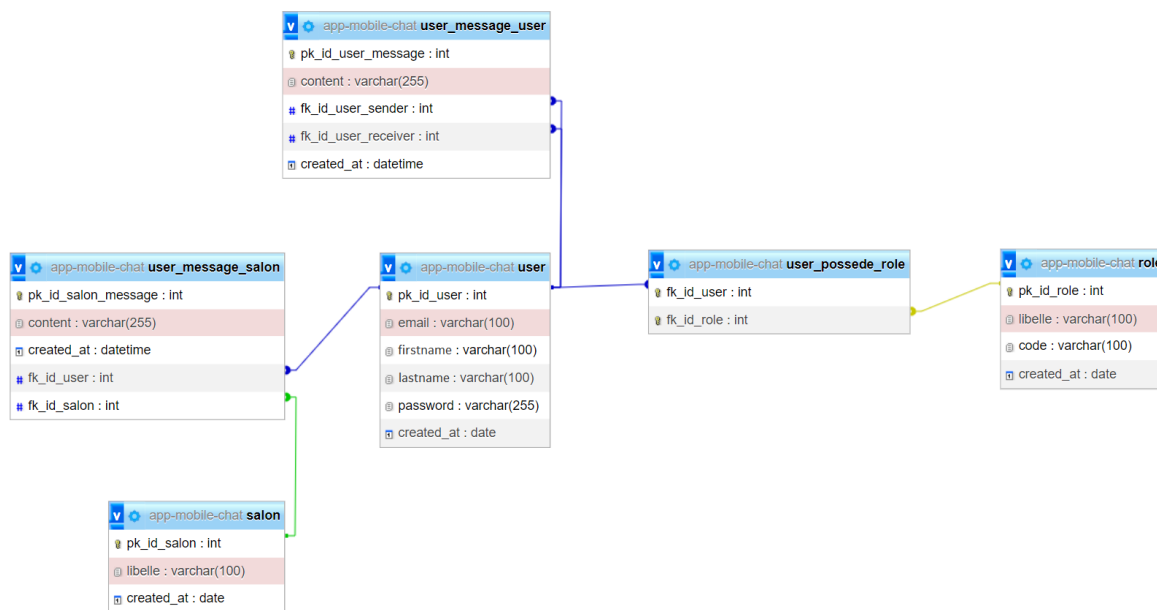 app-mobile-chat user_message_user
pk_id_user_message : int
content : varchar(255)
# fk_id_user_sender : int
# fk_id_user_receiver : int
created_at : datetime
v app-mobile-chat user_message_salon
pk_id_salon_message : int
content : varchar(255)
created_at : datetime
# fk_id_user : int
# fk_id_salon : int
v app-mobile-chat user
pk_id_user : int
email : varchar(100)
firstname : varchar(100)
lastname : varchar(100)
password : varchar(255)
created_at : date
v app-mobile-chat user_possede_role
fk_id_user : int
fk_id_role : int
v app-mobile-chat role
pk_id_role : int
libelle : varchar(100)
code : varchar(100)
created_at : date
v app-mobile-chat salon
pk_id_salon : int
libelle : varchar(100)
created_at : date